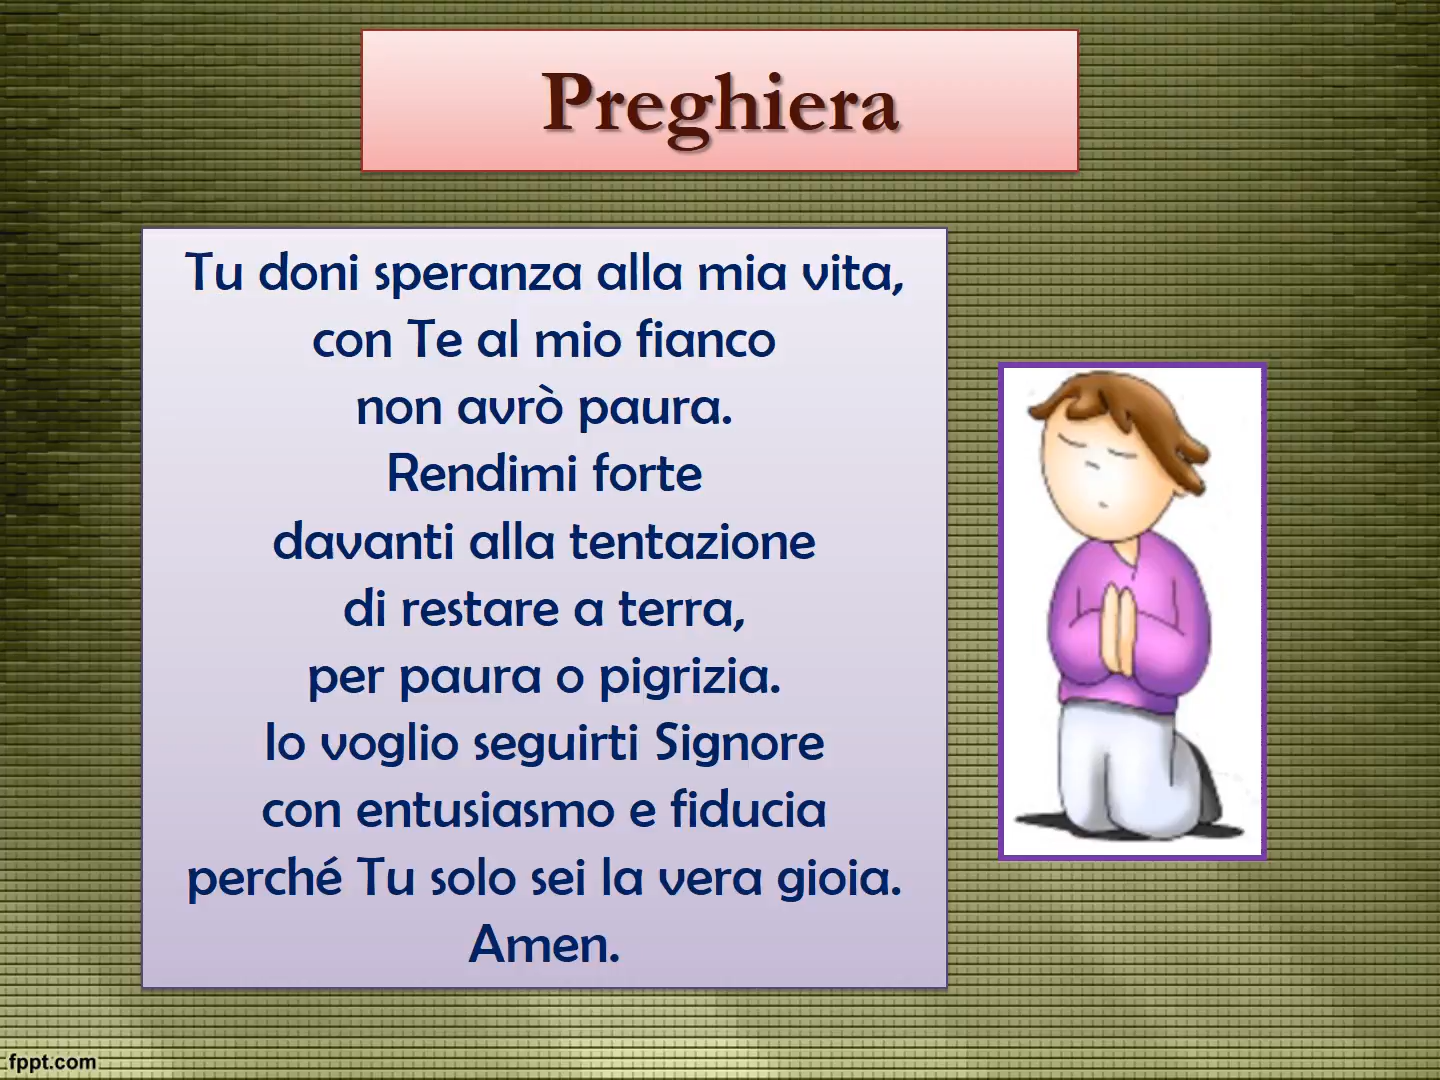 Preghiera
Tu doni speranza alla mia vita,
con Te al mio fianco
non avrò paura.
Rendimi forte
davanti alla tentazione
di restare a terra,
per paura o pigrizia.
Io voglio seguirti Signore
con entusiasmo e fiducia
perché Tu solo sei la vera gioia.
Amen.
fppt.com